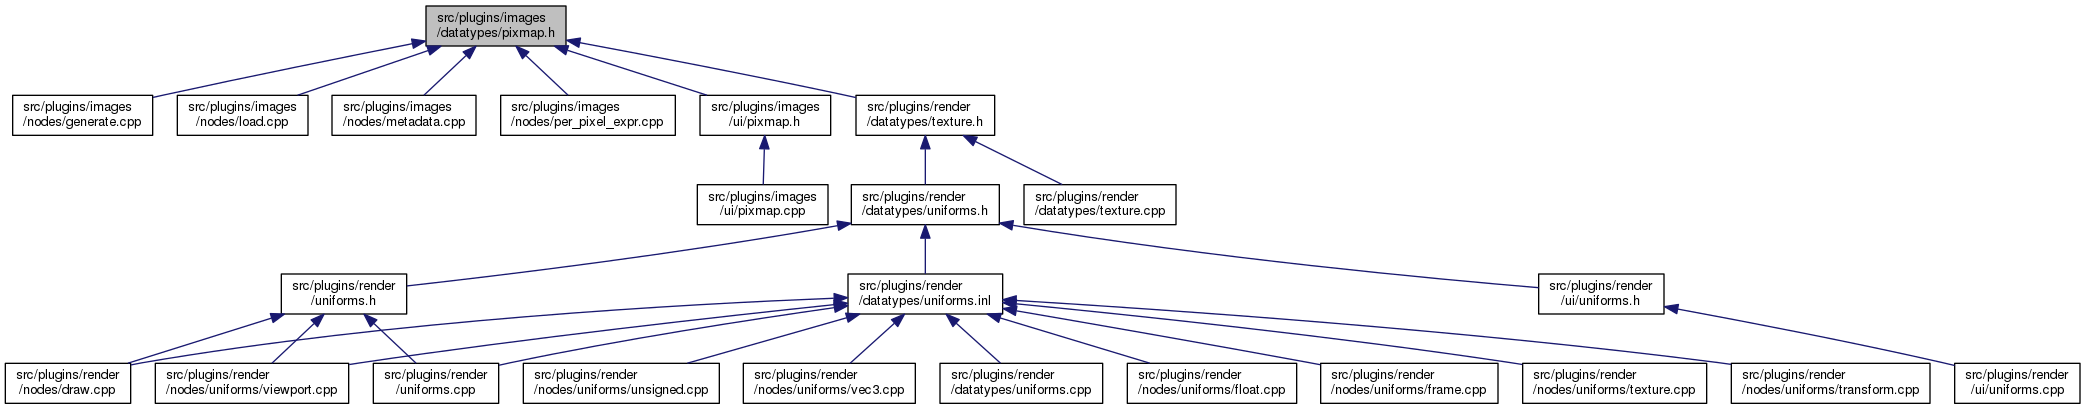 src/plugins/images
/datatypes/pixmap.h
src/plugins/images
/nodes/generate.cpp
src/plugins/images
/nodes/load.cpp
src/plugins/images
/nodes/metadata.cpp
src/plugins/images
/nodes/per_pixel_expr.cpp
src/plugins/images
ui/pixmap.h
src/plugins/render
/datatypes/texture.h
src/plugins/images
ui/pixmap.cpp
src/plugins/render
/datatypes/uniforms.h
src/plugins/render
/datatypes/texture.cpp
src/plugins/render
/uniforms.h
src/plugins/render
/datatypes/uniforms.inl
src/plugins/render
/ui/uniforms.h
src/plugins/render
/nodes/draw.cpp
src/plugins/render
/nodes/uniforms/viewport.cpp
src/plugins/render
/uniforms.cpp
src/plugins/render
/nodes/uniforms/unsigned.cpp
src/plugins/render
/nodes/uniforms/vec3.cpp
src/plugins/render
/datatypes/uniforms.cpp
src/plugins/render
/nodes/uniforms/float.cpp
src/plugins/render
/nodes/uniforms/frame.cpp
src/plugins/render
/nodes/uniforms/texture.cpp
src/plugins/render
/nodes/uniforms/transform.cpp
src/plugins/render
/ui/uniforms.cpp